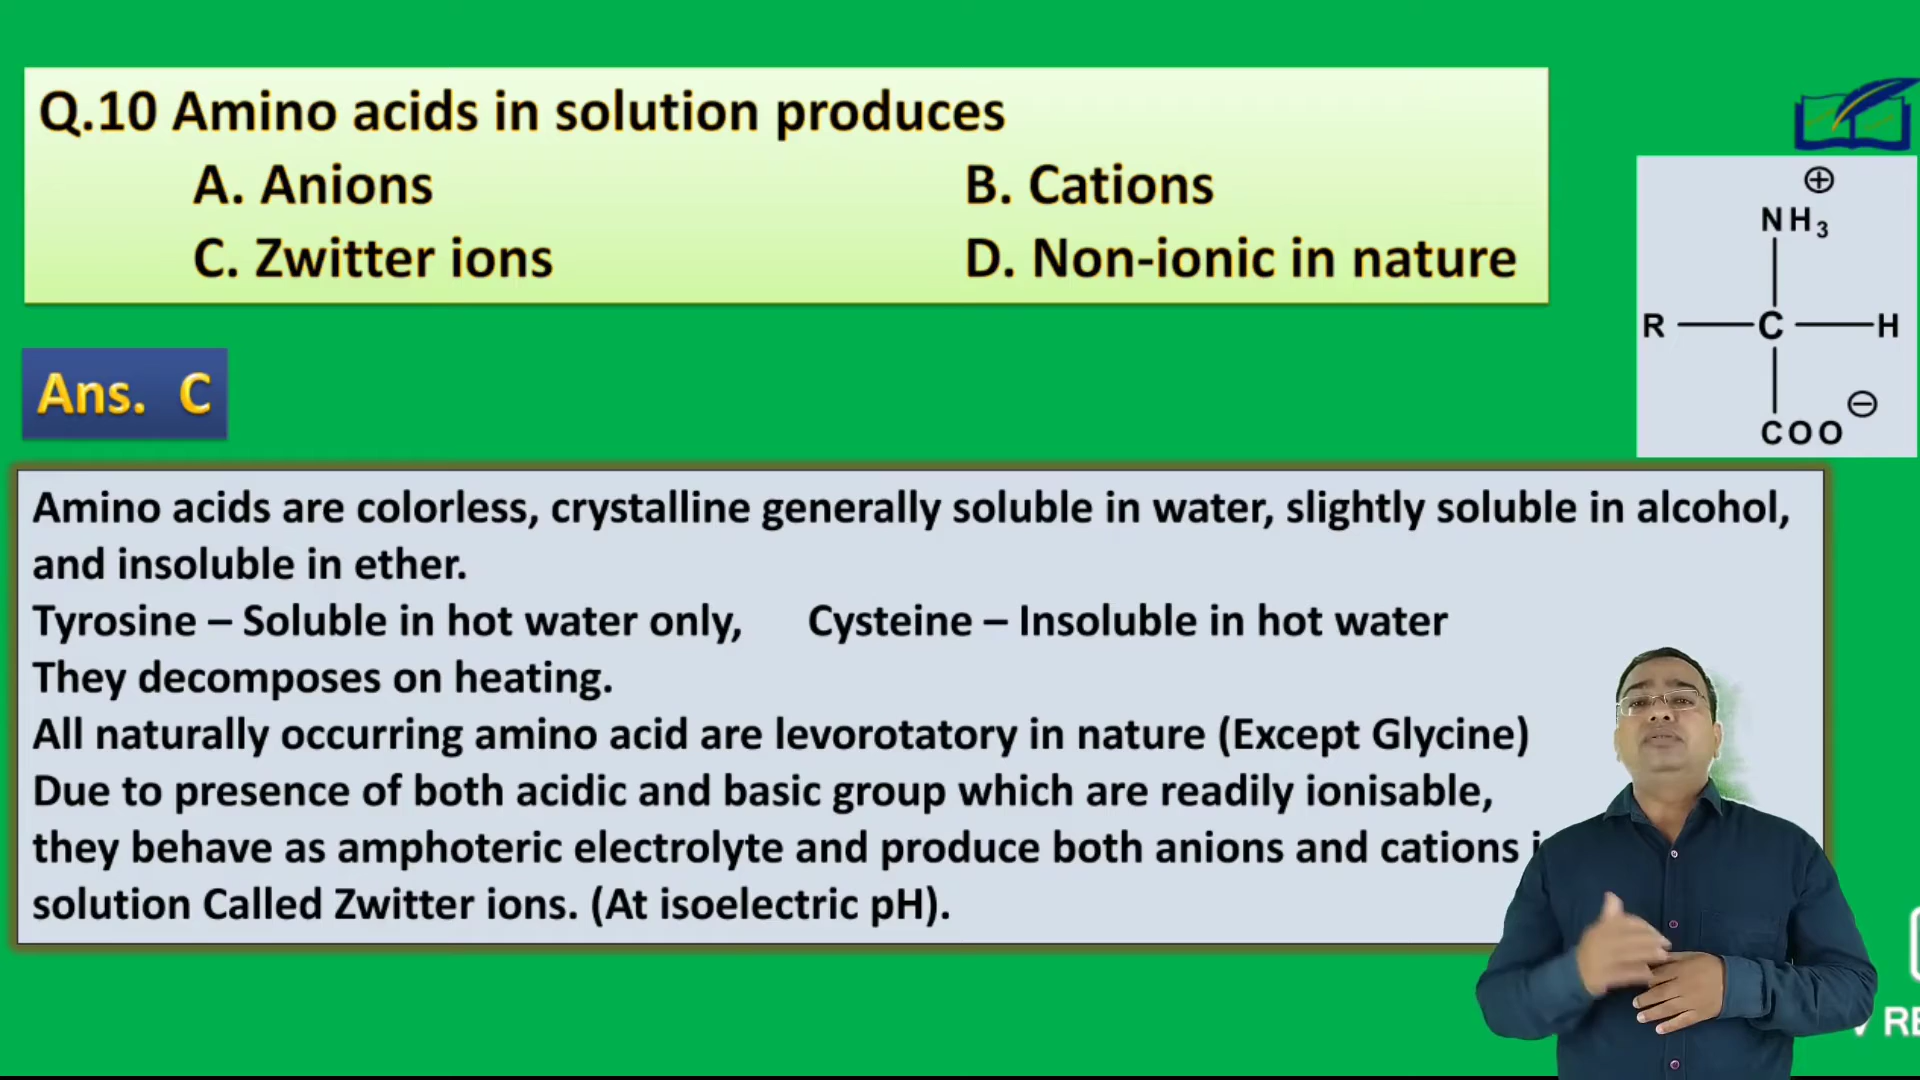 Q.10 Amino acids in solution produces
A. Anions B. Cations
C. Zwitter ions D. Non-ionic in nature
⊕
NH3
R C H
⊖
COO
Ans. C
Amino acids are colorless, crystalline generally soluble in water, slightly soluble in alcohol,
and insoluble in ether.
Tyrosine – Soluble in hot water only, Cysteine – Insoluble in hot water
They decomposes on heating.
All naturally occurring amino acid are levorotatory in nature (Except Glycine)
Due to presence of both acidic and basic group which are readily ionisable,
they behave as amphoteric electrolyte and produce both anions and cations
solution Called Zwitter ions. (At isoelectric pH).